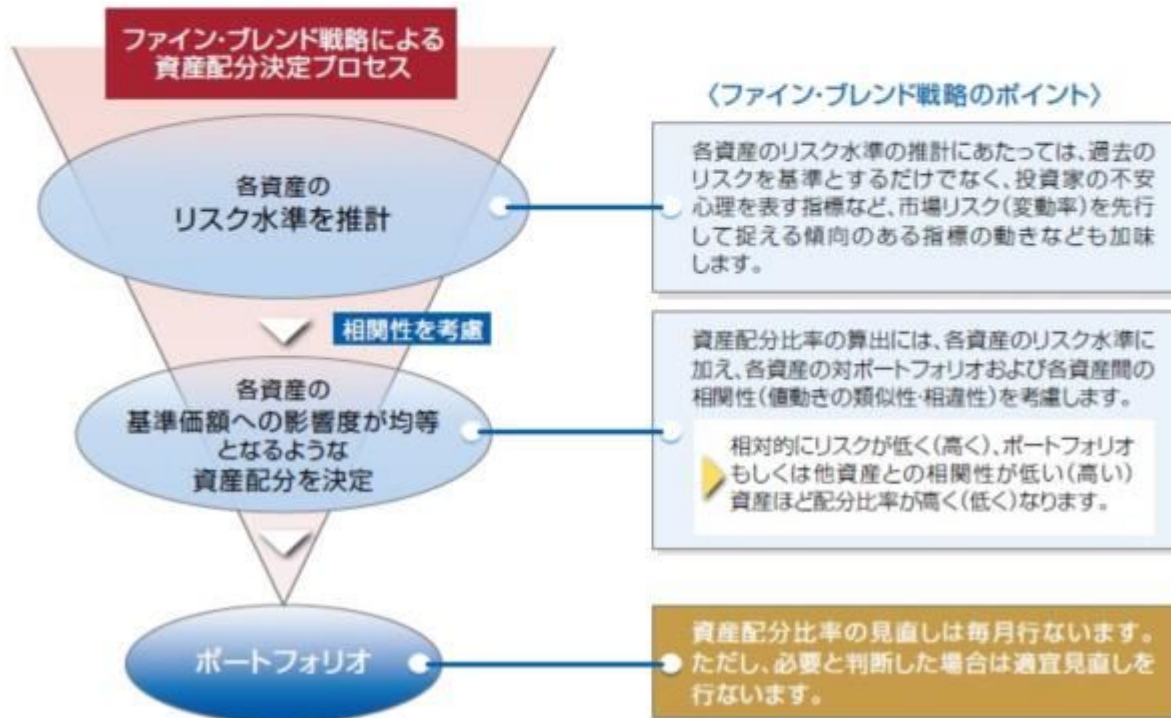 ファイン・ブレンド戦略による
資産配分決定プロセス
〈ファイン・ブレンド戦略のポイント〉
各資産の
リスク水準を推計
各資産のリスク水準の推計にあたっては、過去の
リスクを基準とするだけでなく、投資家の不安
心理を表す指標など、市場リスク(変動率)を先行
して捉える傾向のある指標の動きなども加味
します。
相関性を考慮
各資産の
基準価額への影響度が均等
となるような
資産配分を決定
資産配分比率の算出には、各資産のリスク水準に
加え、各資産の対ポートフォリオおよび各資産間の
相関性(値動きの類似性・相違性)を考慮します。
相対的にリスクが低く(高く)、ポートフォリオ
もしくは他資産との相関性が低い(高い)
資産ほど配分比率が高く(低く)なります。
ポートフォリオ
資産配分比率の見直しは毎月行ないます。
ただし、必要と判断した場合は適宜見直しを
行ないます。